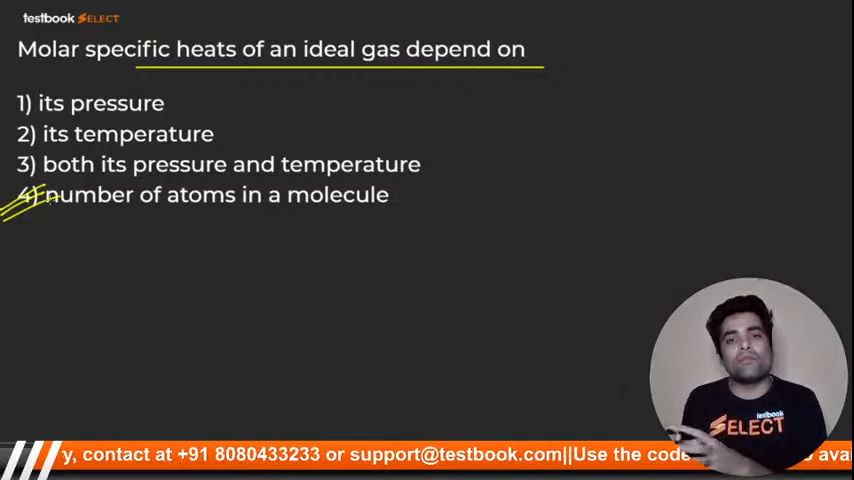 testbook SELECT
Molar specific heats of an ideal gas depend on
1) its pressure
2) its temperature
3) both its pressure and temperature
4) number of atoms in a molecule
testbook
SELECT
y, contact at +91 8080433233 or support@testbook.com||Use the code
o avai